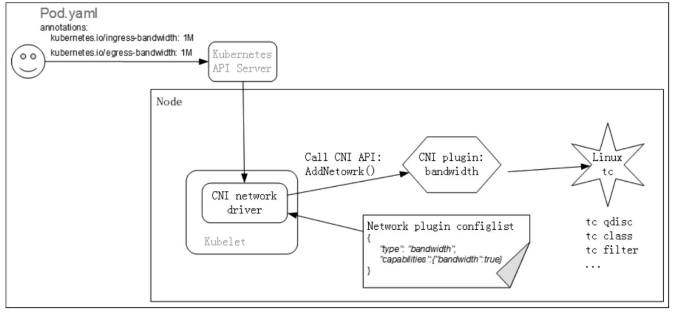 Pod.yaml
annotations:
kubernetes.io/ingress-bandwidth: 1M
kubernetes.io/egress-bandwidth: 1M
Kubernetes
API Server
Node
Call CNI API:
AddNetowrk()
CNI plugin:
bandwidth
Linux
tc
CNI network
driver
Kubelet
Network plugin configlist
{
"type": "bandwidth",
"capabilities":{"bandwidth":true}
}
tc qdisc
tc class
tc filter
...